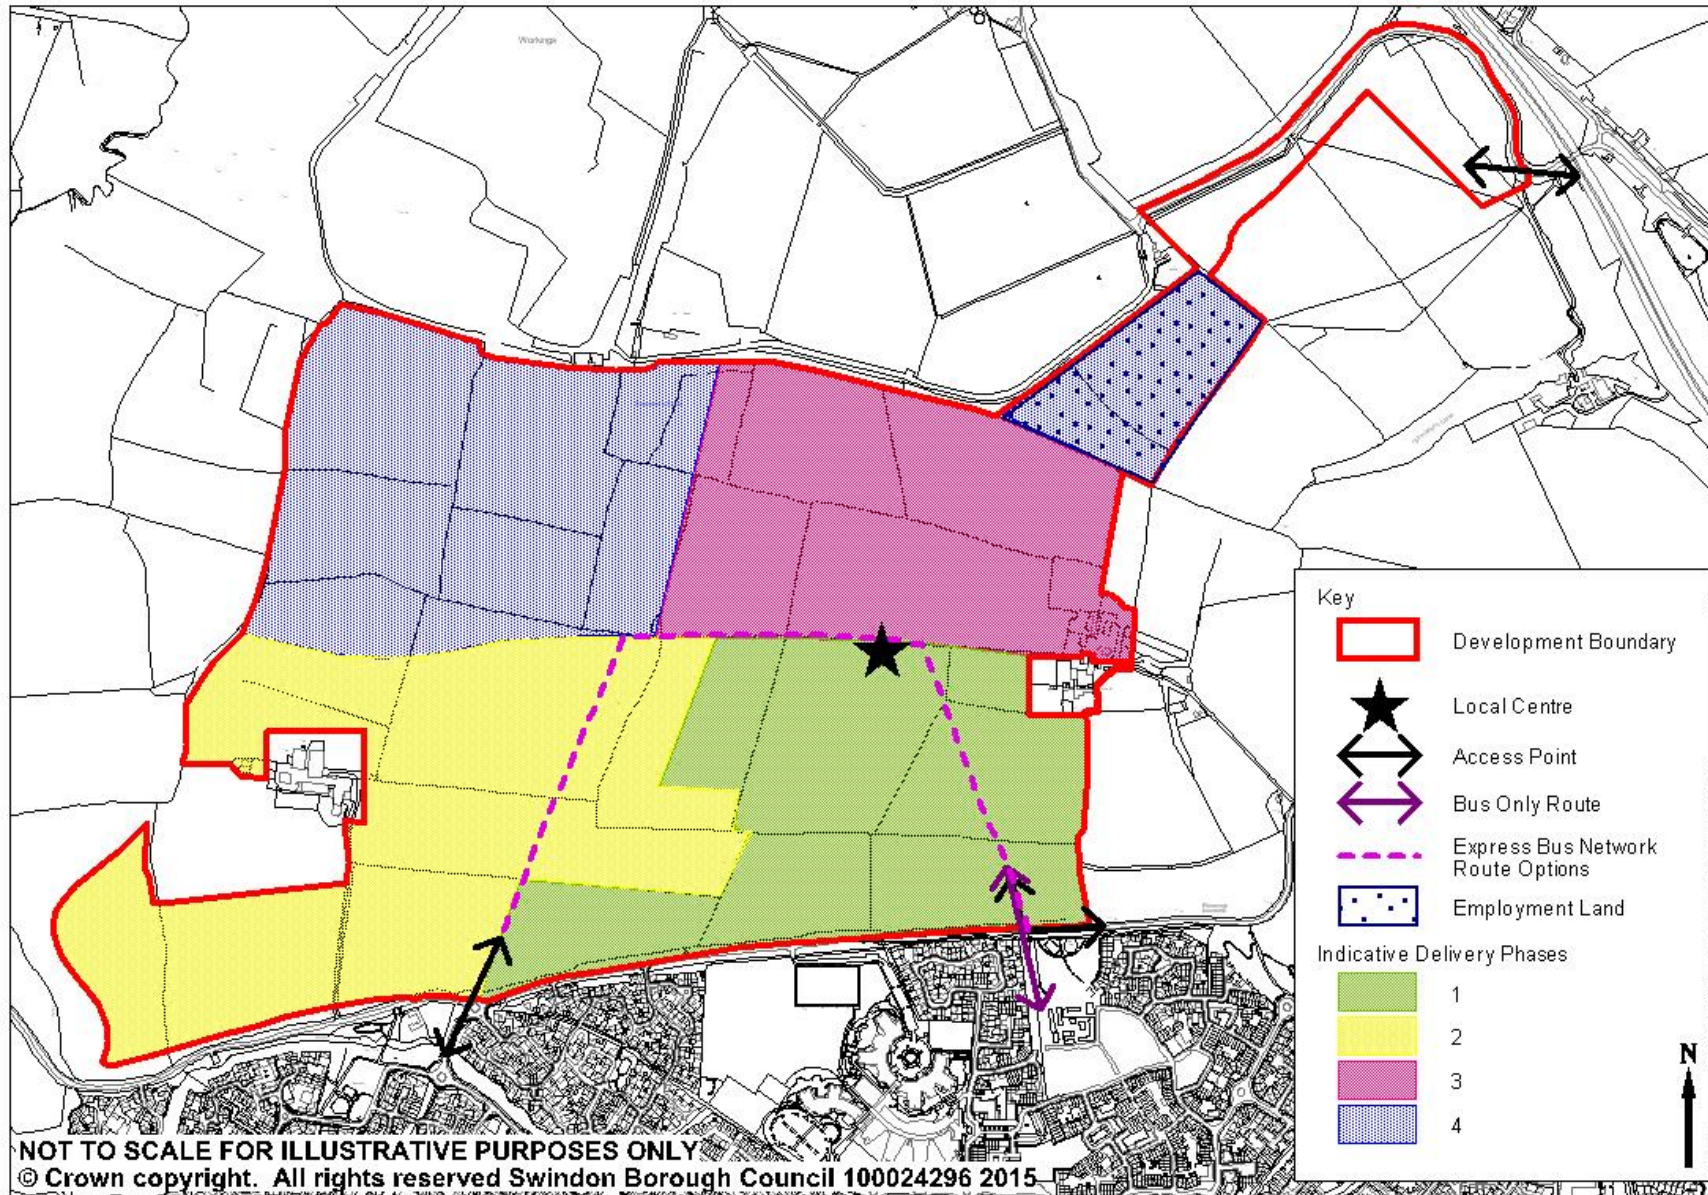 Key
Development Boundary
Local Centre
Access Point
Bus Only Route
Express Bus Network
Route Options
Employment Land
Indicative Delivery Phases
1
2
3
4
N
NOT TO SCALE FOR ILLUSTRATIVE PURPOSES ONLY
© Crown copyright. All rights reserved Swindon Borough Council 100024296 2015